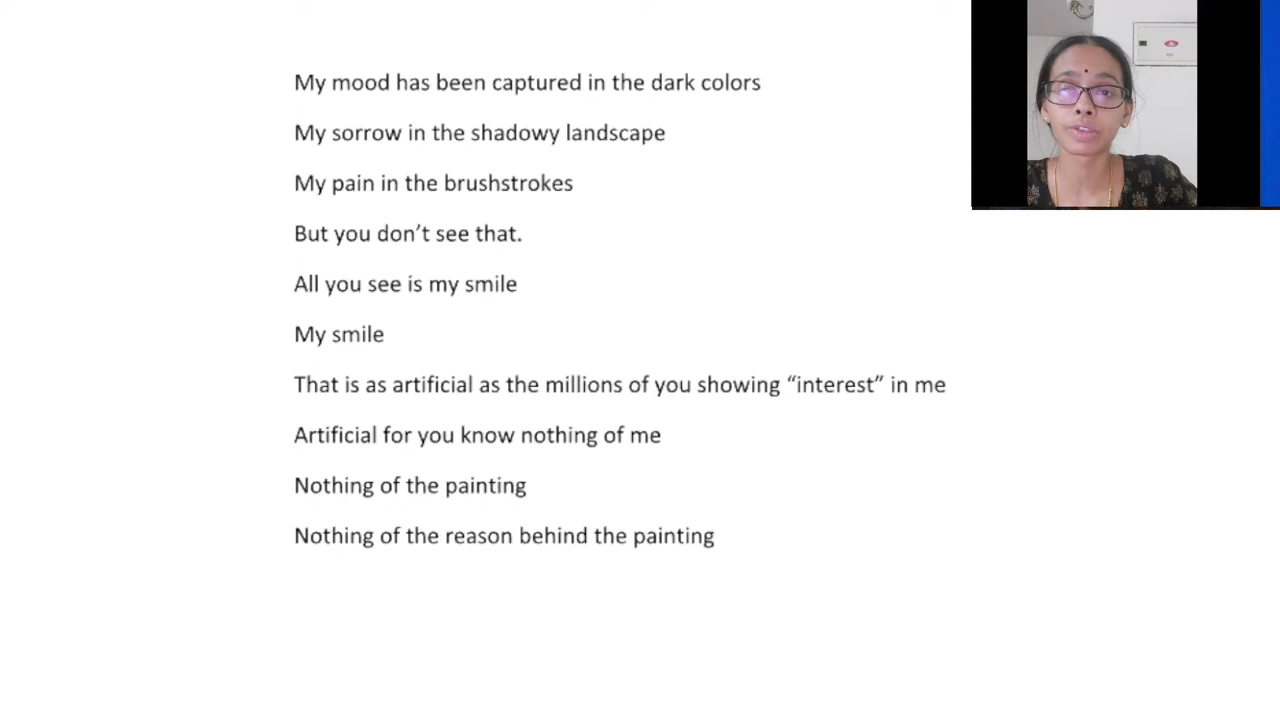 My mood has been captured in the dark colors
My sorrow in the shadowy landscape
My pain in the brushstrokes
But you don’t see that.
All you see is my smile
My smile
That is as artificial as the millions of you showing “interest” in me
Artificial for you know nothing of me
Nothing of the painting
Nothing of the reason behind the painting